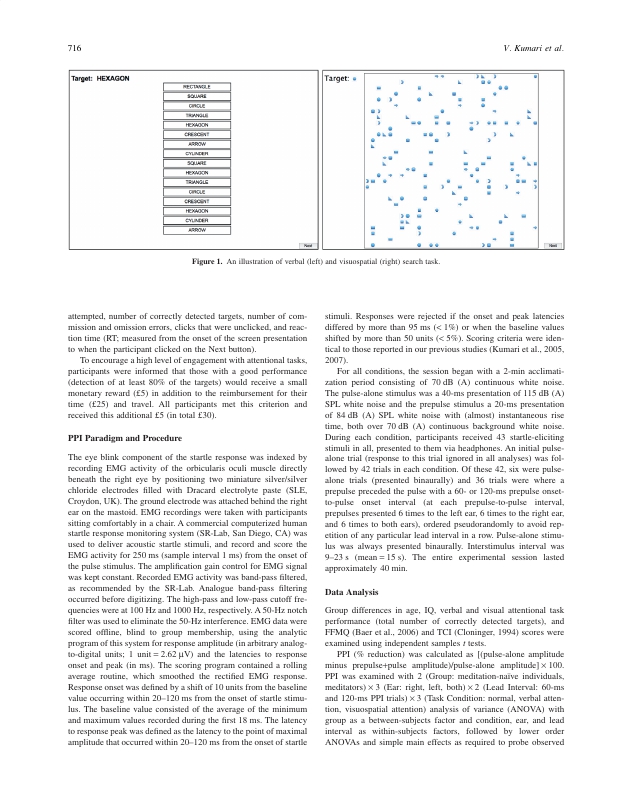 716
V. Kumari et al.
Target: HEXAGON
RECTANGLE
SQUARE
CIRCLE
TRIANGLE
HEXAGON
CRESCENT
ARROW
CYLINDER
SQUARE
HEXAGON
TRIANGLE
CIRCLE
CRESCENT
HEXAGON
CYLINDER
ARROW
Next
Target:
Next
Figure 1. An illustration of verbal (left) and visuospatial (right) search task.
attempted, number of correctly detected targets, number of com-
mission and omission errors, clicks that were unclicked, and reac-
tion time (RT; measured from the onset of the screen presentation
to when the participant clicked on the Next button).
To encourage a high level of engagement with attentional tasks,
participants were informed that those with a good performance
(detection of at least 80% of the targets) would receive a small
monetary reward (£5) in addition to the reimbursement for their
time (£25) and travel. All participants met this criterion and
received this additional £5 (in total £30).
PPI Paradigm and Procedure
The eye blink component of the startle response was indexed by
recording EMG activity of the orbicularis oculi muscle directly
beneath the right eye by positioning two miniature silver/silver
chloride electrodes filled with Dracard electrolyte paste (SLE,
Croydon, UK). The ground electrode was attached behind the right
ear on the mastoid. EMG recordings were taken with participants
sitting comfortably in a chair. A commercial computerized human
startle response monitoring system (SR-Lab, San Diego, CA) was
used to deliver acoustic startle stimuli, and record and score the
EMG activity for 250 ms (sample interval 1 ms) from the onset of
the pulse stimulus. The amplification gain control for EMG signal
was kept constant. Recorded EMG activity was band-pass filtered,
as recommended by the SR-Lab. Analogue band-pass filtering
occurred before digitizing. The high-pass and low-pass cutoff fre-
quencies were at 100 Hz and 1000 Hz, respectively. A 50-Hz notch
filter was used to eliminate the 50-Hz interference. EMG data were
scored offline, blind to group membership, using the analytic
program of this system for response amplitude (in arbitrary analog-
to-digital units; 1 unit = 2.62 µV) and the latencies to response
onset and peak (in ms). The scoring program contained a rolling
average routine, which smoothed the rectified EMG response.
Response onset was defined by a shift of 10 units from the baseline
value occurring within 20–120 ms from the onset of startle stimu-
lus. The baseline value consisted of the average of the minimum
and maximum values recorded during the first 18 ms. The latency
to response peak was defined as the latency to the point of maximal
amplitude that occurred within 20–120 ms from the onset of startle
stimuli. Responses were rejected if the onset and peak latencies
differed by more than 95 ms (< 1%) or when the baseline values
shifted by more than 50 units (< 5%). Scoring criteria were iden-
tical to those reported in our previous studies (Kumari et al., 2005,
2007).
For all conditions, the session began with a 2-min acclimati-
zation period consisting of 70 dB (A) continuous white noise.
The pulse stimulus was a 40-ms presentation of 115 dB (A)
SPL white noise and the prepulse stimulus a 20-ms presentation
of 84 dB (A) SPL white noise with (almost) instantaneous rise
time, both over 70 dB (A) continuous background white noise.
During each condition, participants received 43 startle-eliciting
stimuli in all, presented to them via headphones. An initial pulse-
alone trial (response to this trial ignored in all analyses) was fol-
lowed by 42 trials in each condition. Of these 42, six were pulse-
alone trials (presented binaurally) and 36 trials were where a
prepulse preceded the pulse with a 60- or 120-ms prepulse onset-
to-pulse onset interval (at each prepulse-to-pulse interval,
prepulses presented 6 times to the left ear, 6 times to the right ear,
and 6 times to both ears), ordered pseudorandomly to avoid rep-
etition of any particular lead interval in a row. Pulse-alone stimu-
lus was always presented binaurally. Interstimulus interval was
9–23 s (mean = 15 s). The entire experimental session lasted
approximately 40 min.
Data Analysis
Group differences in age, IQ, verbal and visual attentional task
performance (total number of correctly detected targets), and
FFMQ (Baer et al., 2006) and TCI (Cloninger, 1994) scores were
examined using independent samples t tests.
PPI (% reduction) was calculated as [(pulse-alone amplitude
minus prepulse+pulse amplitude)/pulse-alone amplitude] × 100.
PPI was examined with 2 (Group: meditation-naïve individuals,
meditators) × 3 (Ear: right, left, both) × 2 (Lead Interval: 60-ms
and 120-ms PPI trials) × 3 (Task Condition: normal, verbal atten-
tion, visuospatial attention) analysis of variance (ANOVA) with
group as a between-subjects factor and condition, ear, and lead
interval as within-subjects factors, followed by lower order
ANOVAs and simple main effects as required to probe observed